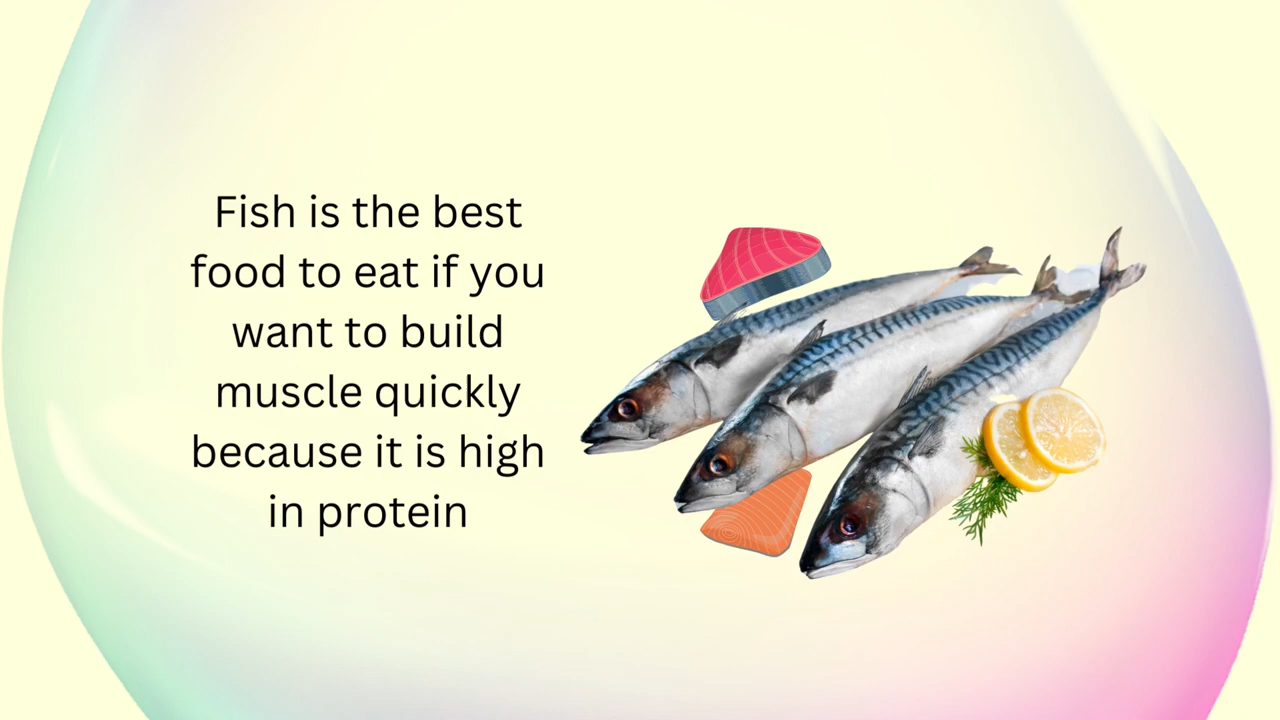 Fish is the best
food to eat if you
want to build
muscle quickly
because it is high
in protein